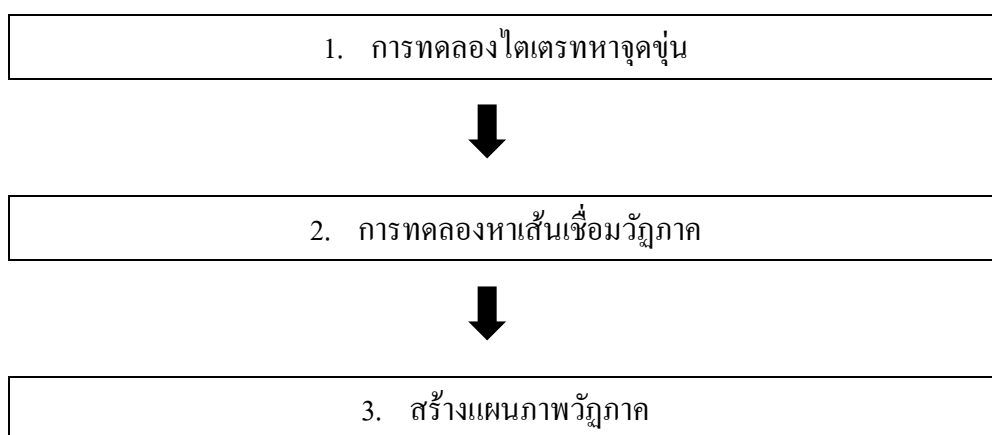 1. การทดลองไตเตรทหาจุดขุ่น
2. การทดลองหาเส้นเชื่อมวัฏภาค
3. สร้างแผนภาพวัฏภาค